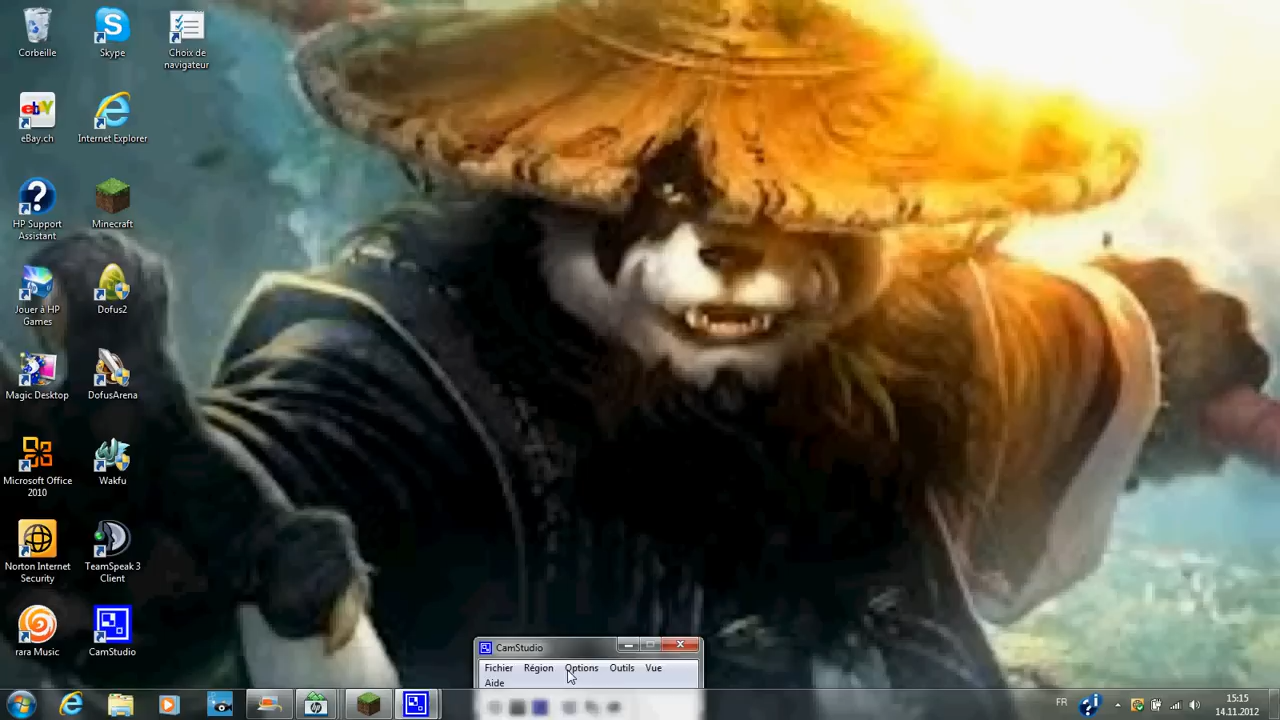 Corbeille
Skype
Choix de
navigateur
eBay.ch
Internet Explorer
HP Support
Assistant
Minecraft
Jouer à HP
Games
Dofus2
Magic Desktop
DofusArena
Microsoft Office
2010
Wakfu
Norton Internet
Security
TeamSpeak 3
Client
rara Music
CamStudio
CamStudio
Fichier Région Options Outils Vue
Aide
FR
15:15
14.11.2012